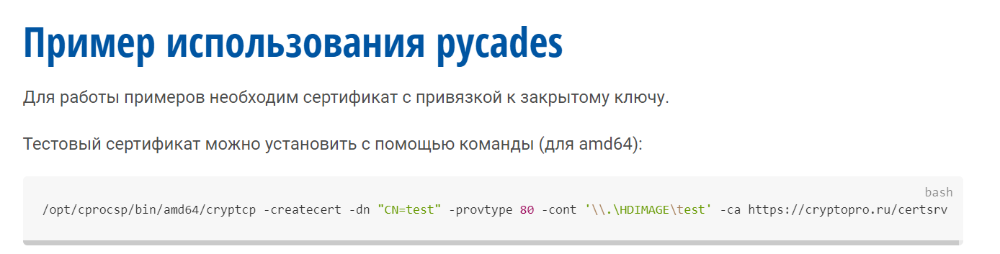 Пример использования pycades
Для работы примеров необходим сертификат с привязкой к закрытому ключу.
Тестовый сертификат можно установить с помощью команды (для amd64):
bash
/opt/cprocsp/bin/amd64/cryptcp -createcert -dn "CN=test" -provtype 80 -cont '\\.\HDIMAGE\test' -ca https://cryptopro.ru/certsrv